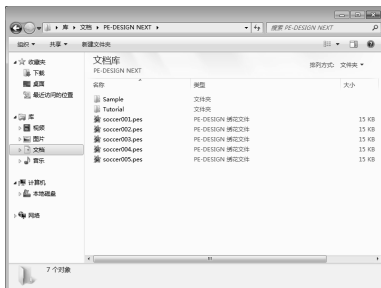 库 ▸ 文档 ▸ PE-DESIGN NEXT ▸
搜索 PE-DESIGN NEXT
组织 ▾ 共享 ▾ 新建文件夹
收藏夹
下载
桌面
最近访问的位置
库
视频
图片
文档
音乐
计算机
本地磁盘
网络
文档库
PE-DESIGN NEXT
排列方式: 文件夹 ▾
名称 类型 大小
Sample 文件夹
Tutorial 文件夹
soccer001.pes PE-DESIGN 绣花文件 15 KB
soccer002.pes PE-DESIGN 绣花文件 15 KB
soccer003.pes PE-DESIGN 绣花文件 15 KB
soccer004.pes PE-DESIGN 绣花文件 15 KB
soccer005.pes PE-DESIGN 绣花文件 15 KB
7 个对象